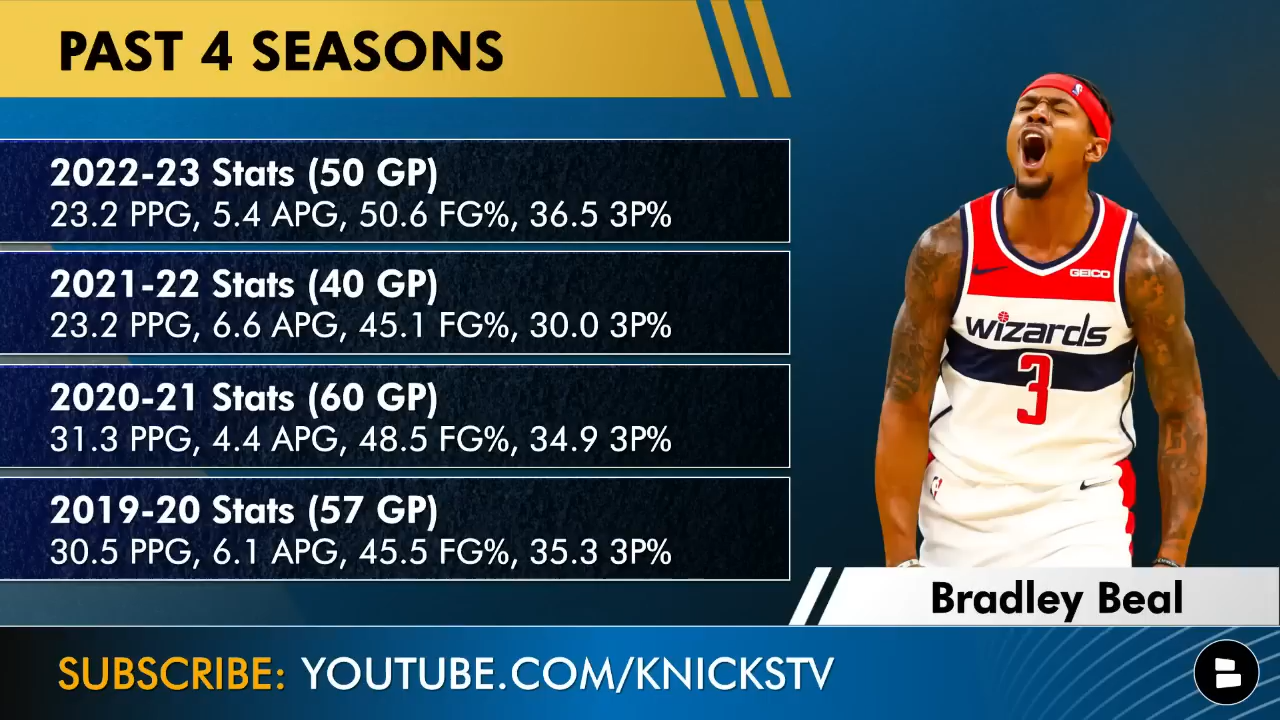 PAST 4 SEASONS
2022-23 Stats (50 GP)
23.2 PPG, 5.4 APG, 50.6 FG%, 36.5 3P%
2021-22 Stats (40 GP)
23.2 PPG, 6.6 APG, 45.1 FG%, 30.0 3P%
2020-21 Stats (60 GP)
31.3 PPG, 4.4 APG, 48.5 FG%, 34.9 3P%
2019-20 Stats (57 GP)
30.5 PPG, 6.1 APG, 45.5 FG%, 35.3 3P%
GEICO
wizards
3
Bradley Beal
SUBSCRIBE: YOUTUBE.COM/KNICKSTV